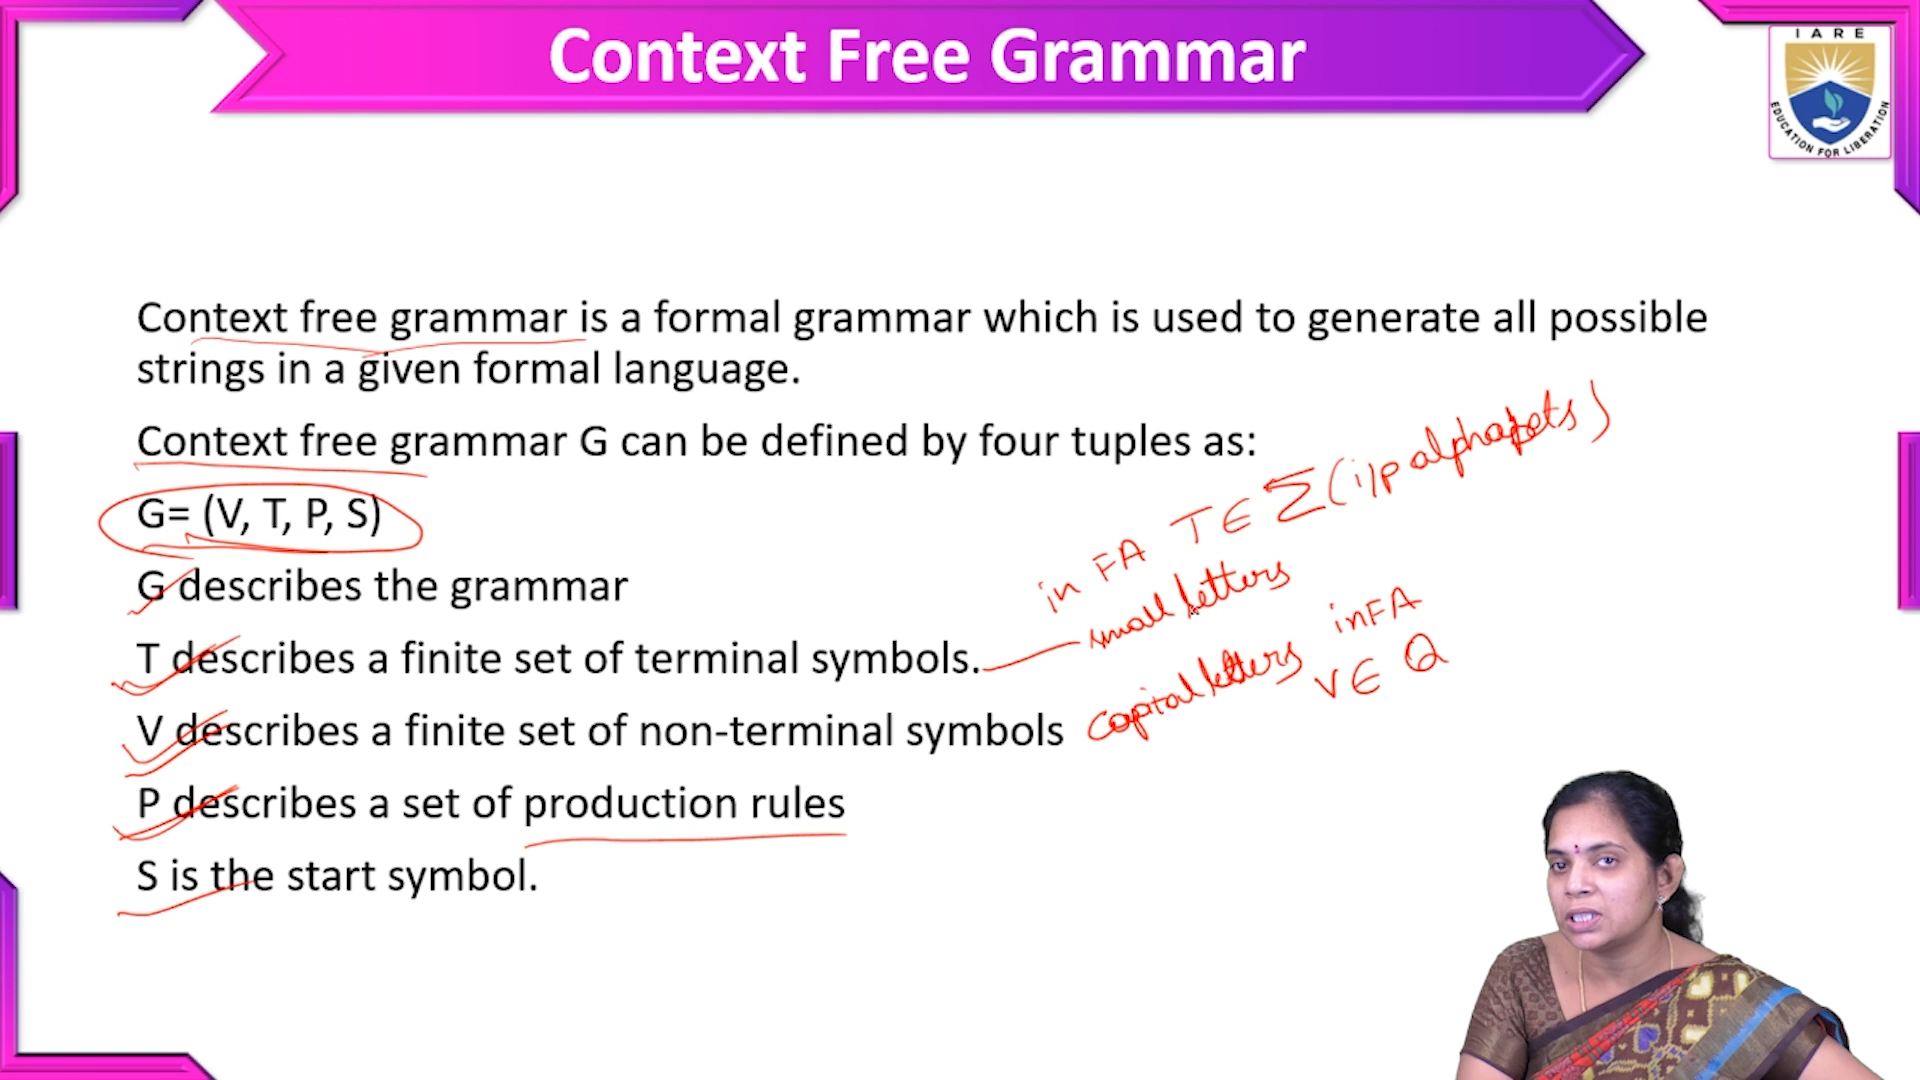 Context Free Grammar
IARE
EDUCATION FOR LIBERATION
Context free grammar is a formal grammar which is used to generate all possible
strings in a given formal language.
Context free grammar G can be defined by four tuples as:
G= (V, T, P, S)
in FA T ∈ Σ (i/p alphabets)
G describes the grammar
small letters
T describes a finite set of terminal symbols.
in FA
capital letters V ∈ Q
V describes a finite set of non-terminal symbols
P describes a set of production rules
S is the start symbol.